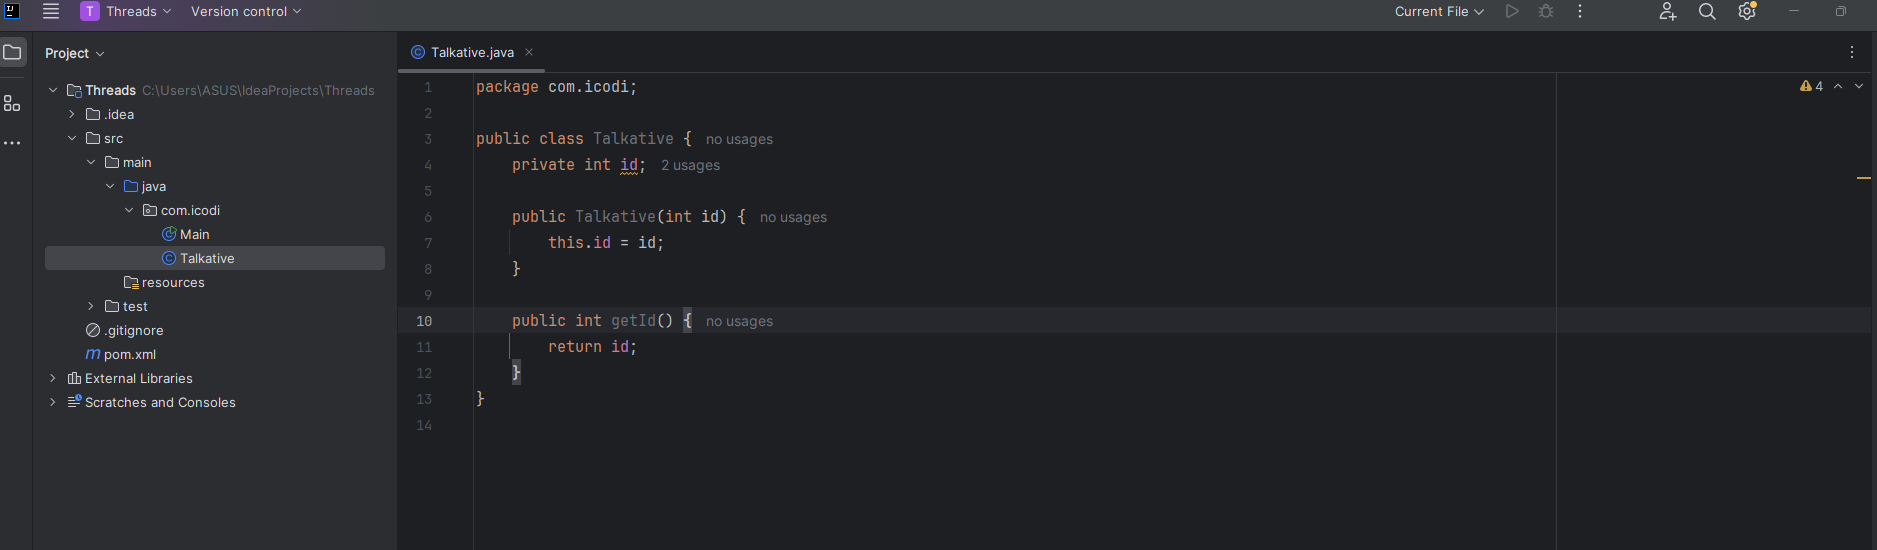 IJ
T Threads Version control Current File
Project
Talkative.java
Threads C:\Users\ASUS\IdeaProjects\Threads
.idea
src
main
java
com.icodi
Main
Talkative
resources
test
.gitignore
m pom.xml
External Libraries
Scratches and Consoles
4
1 package com.icodi;
2
3 public class Talkative { no usages
4     private int id; 2 usages
5
6     public Talkative(int id) { no usages
7         this.id = id;
8     }
9
10     public int getId() { no usages
11         return id;
12     }
13 }
14